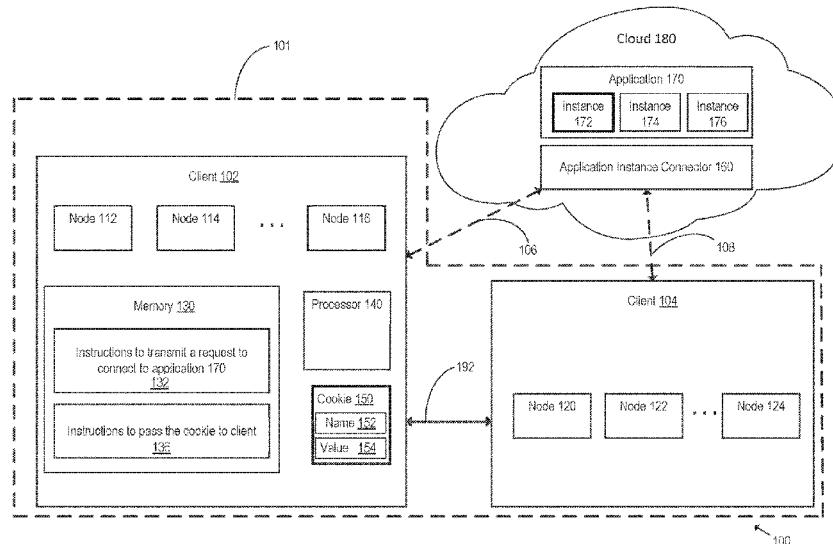 101
Cloud 180
Application 170
Instance 172
Instance 174
Instance 176
Application Instance Connector 160
Client 102
Node 112
Node 114
. . .
Node 116
106
108
Memory 130
Instructions to transmit a request to
connect to application 170
132
Instructions to pass the cookie to client
136
Processor 140
Cookie 150
Name 152
Value 154
192
Client 104
Node 120
Node 122
. . .
Node 124
100